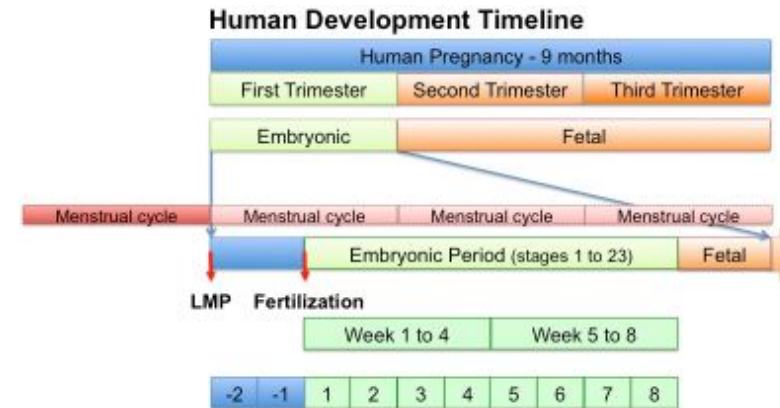 Human Development Timeline
Human Pregnancy - 9 months
First Trimester Second Trimester Third Trimester
Embryonic Fetal
Menstrual cycle Menstrual cycle Menstrual cycle Menstrual cycle
Embryonic Period (stages 1 to 23) Fetal
LMP Fertilization
Week 1 to 4 Week 5 to 8
-2 -1 1 2 3 4 5 6 7 8